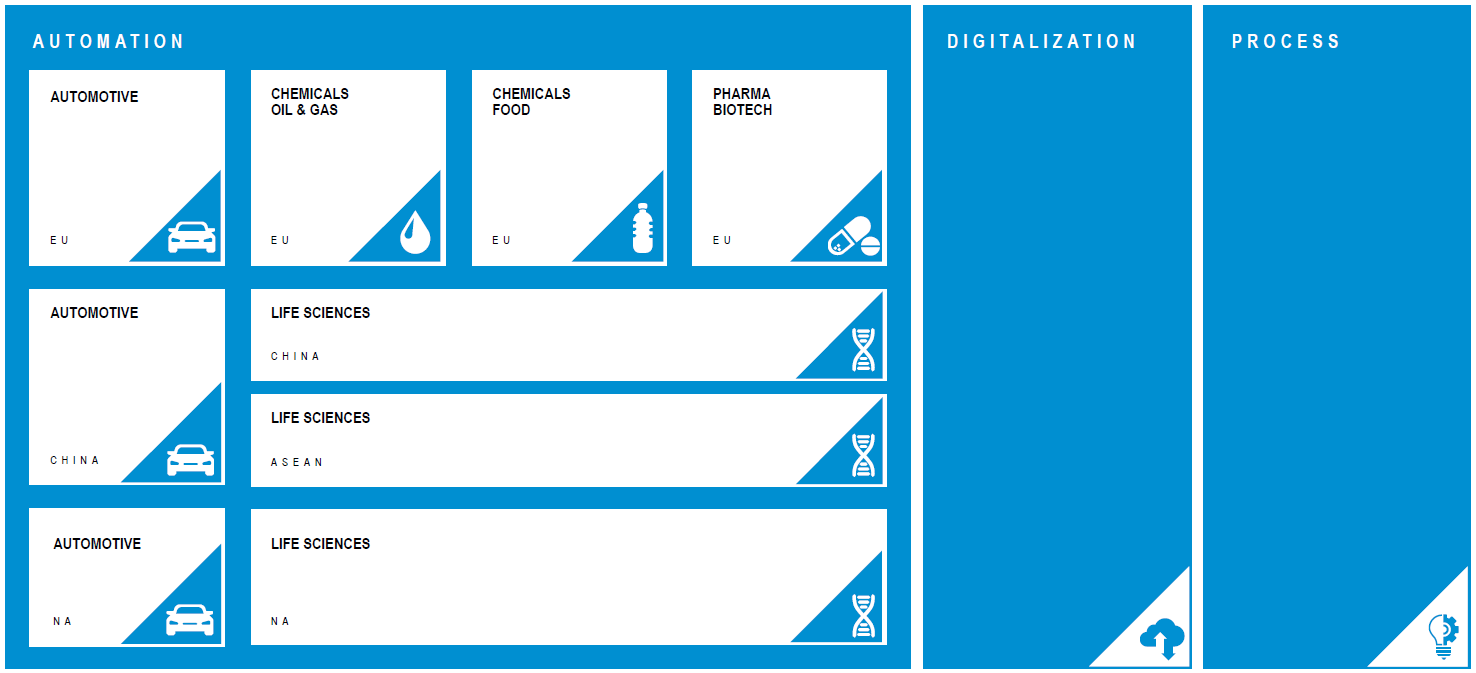 AUTOMATION
AUTOMOTIVE
EU
CHEMICALS
OIL & GAS
EU
CHEMICALS
FOOD
EU
PHARMA
BIOTECH
EU
AUTOMOTIVE
CHINA
LIFE SCIENCES
CHINA
LIFE SCIENCES
ASEAN
AUTOMOTIVE
NA
LIFE SCIENCES
NA
DIGITALIZATION
PROCESS